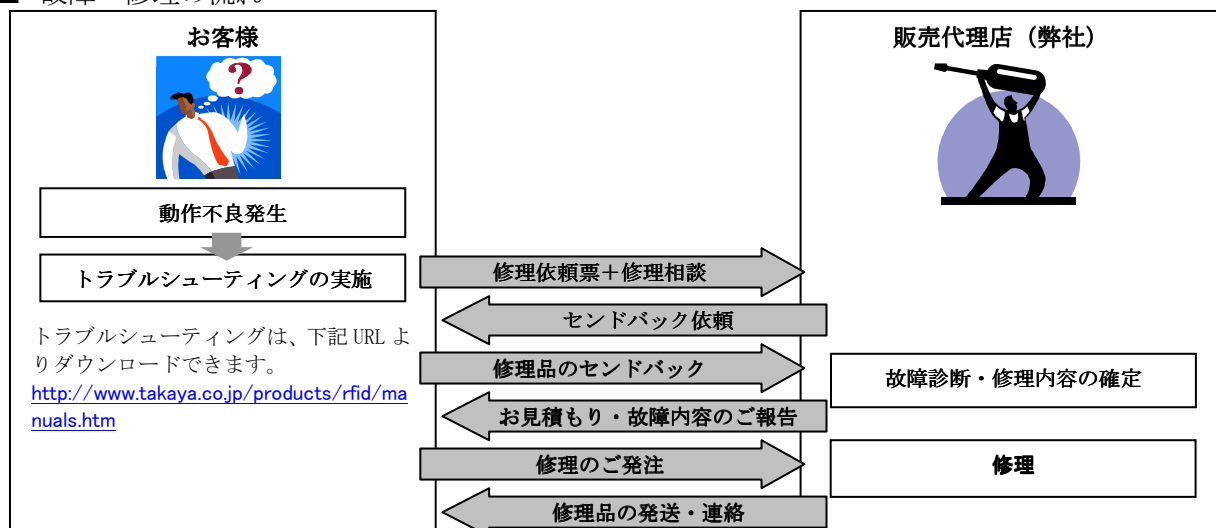 ■ 故障・修理の流れ
お客様
販売代理店（弊社）
?
動作不良発生
トラブルシューティングの実施
修理依頼票＋修理相談
センドバック依頼
トラブルシューティングは、下記 URL よ
りダウンロードできます。
http://www.takaya.co.jp/products/rfid/ma
nuals.htm
修理品のセンドバック
故障診断・修理内容の確定
お見積もり・故障内容のご報告
修理のご発注
修理
修理品の発送・連絡